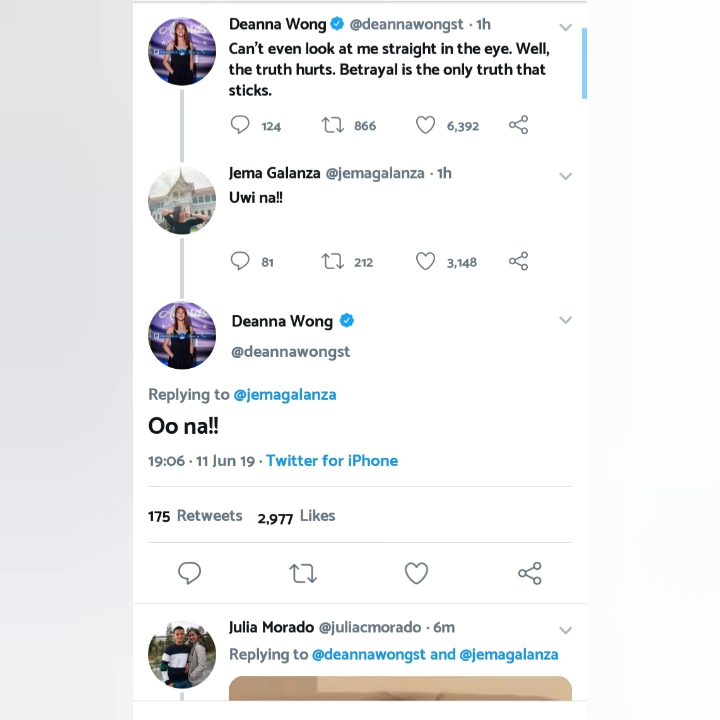 Deanna Wong @deannawongst · 1h
Can't even look at me straight in the eye. Well,
the truth hurts. Betrayal is the only truth that
sticks.
124 866 6,392
Jema Galanza @jemagalanza · 1h
Uwi na!!
81 212 3,148
Deanna Wong
@deannawongst
Replying to @jemagalanza
Oo na!!
19:06 · 11 Jun 19 · Twitter for iPhone
175 Retweets 2,977 Likes
Julia Morado @juliacmorado · 6m
Replying to @deannawongst and @jemagalanza